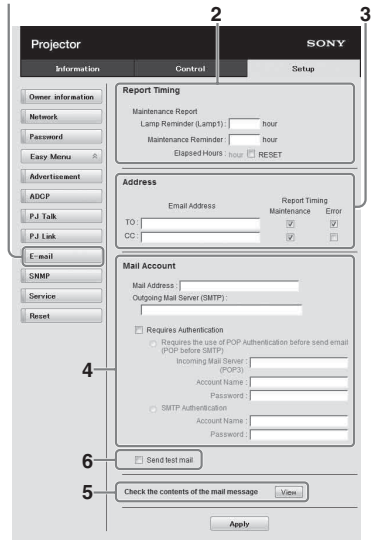 2
3
Projector
SONY
Information
Control
Setup
Owner information
Network
Password
Easy Menu
Advertisement
ADCP
PJ Talk
PJ Link
E-mail
SNMP
Service
Reset
Report Timing
Maintenance Report
Lamp Reminder (Lamp1) : hour
Maintenance Reminder : hour
Elapsed Hours : hour RESET
Address
Email Address
Report Timing
Maintenance Error
TO :
CC :
Mail Account
Mail Address :
Outgoing Mail Server (SMTP) :
Requires Authentication
Requires the use of POP Authentication before send email
(POP before SMTP)
Incoming Mail Server :
(POP3)
Account Name :
Password :
SMTP Authentication
Account Name :
Password :
4
6
Send test mail
5
Check the contents of the mail message View
Apply